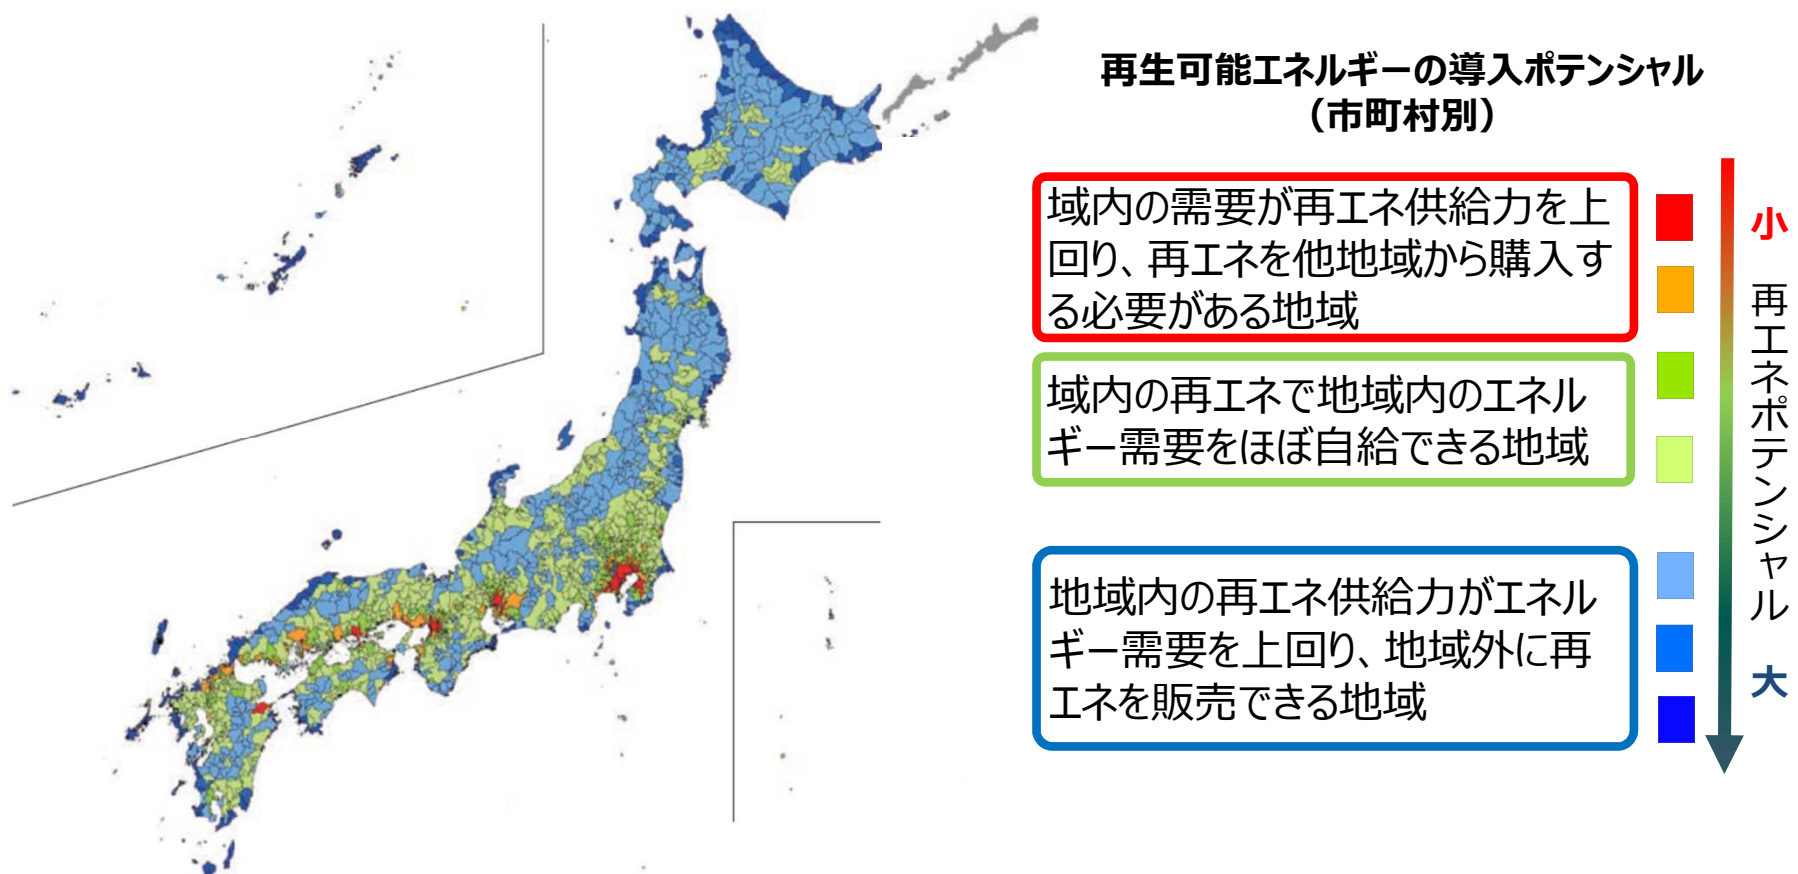 再生可能エネルギーの導入ポテンシャル
（市町村別）
域内の需要が再エネ供給力を上
回り、再エネを他地域から購入す
る必要がある地域
域内の再エネで地域内のエネル
ギー需要をほぼ自給できる地域
地域内の再エネ供給力がエネル
ギー需要を上回り、地域外に再
エネを販売できる地域
小
再エネポテンシャル
大